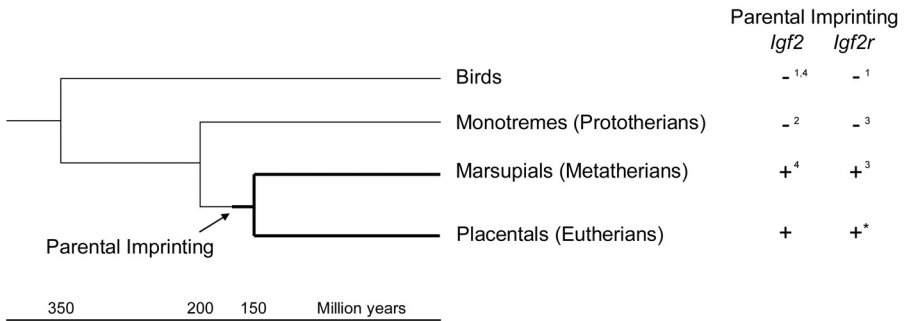 Parental Imprinting
Igf2 Igf2r
Birds - 1,4 - 1
Monotremes (Prototherians) - 2 - 3
Marsupials (Metatherians) + 4 + 3
Placentals (Eutherians) + + *
Parental Imprinting
350 200 150 Million years